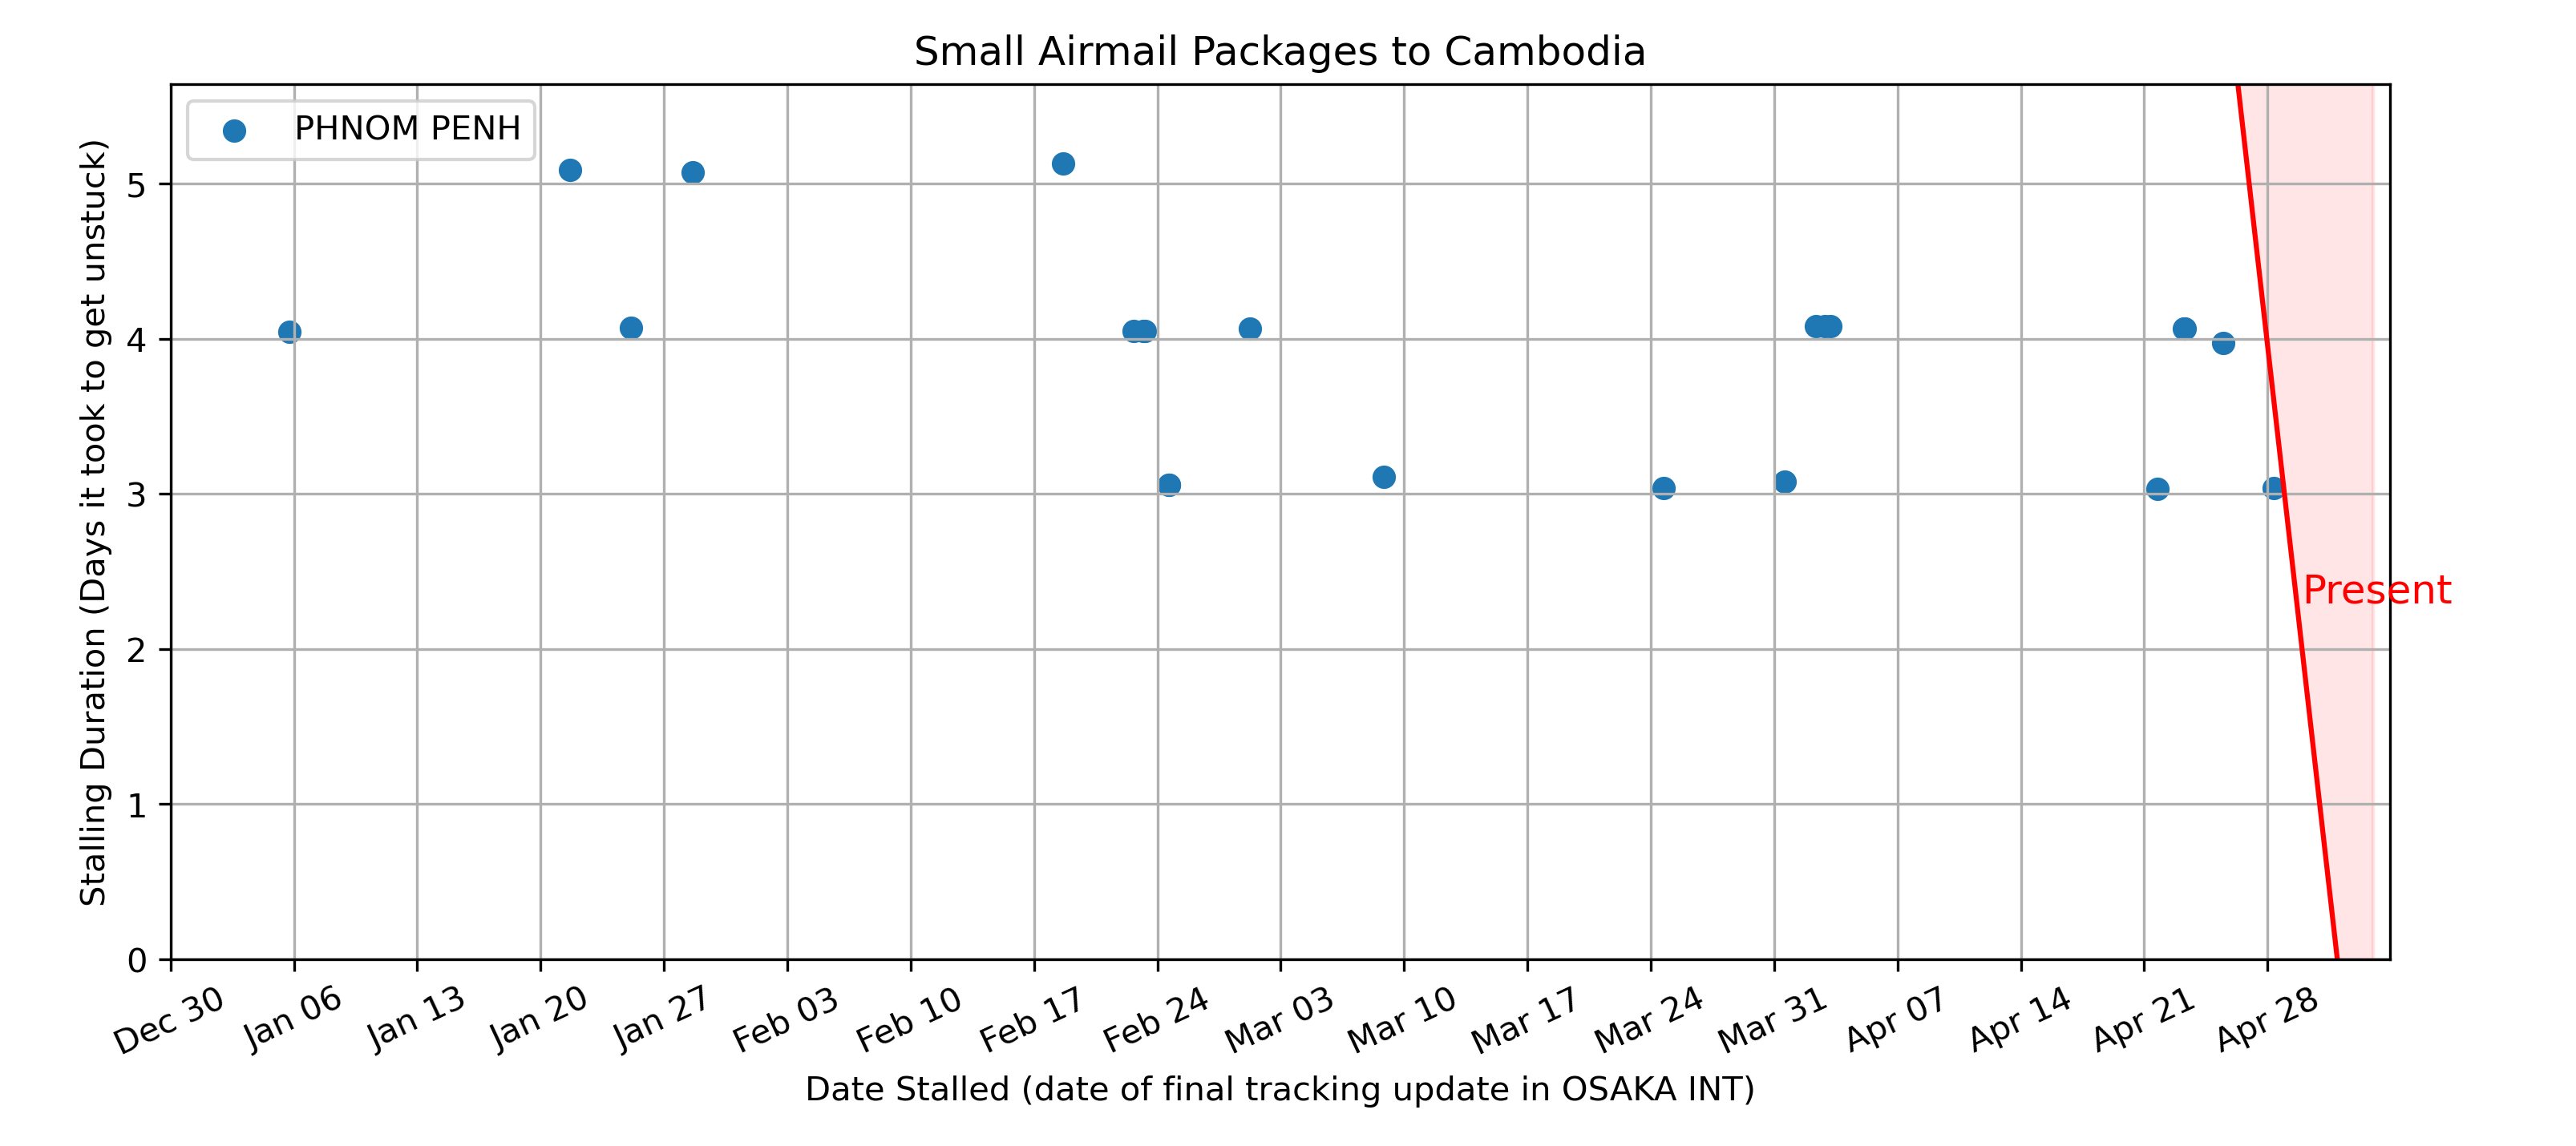 Small Airmail Packages to Cambodia
PHNOM PENH
Stalling Duration (Days it took to get unstuck)
5
4
3
2
1
0
Present
Dec 30
Jan 06
Jan 13
Jan 20
Jan 27
Feb 03
Feb 10
Feb 17
Feb 24
Mar 03
Mar 10
Mar 17
Mar 24
Mar 31
Apr 07
Apr 14
Apr 21
Apr 28
Date Stalled (date of final tracking update in OSAKA INT)